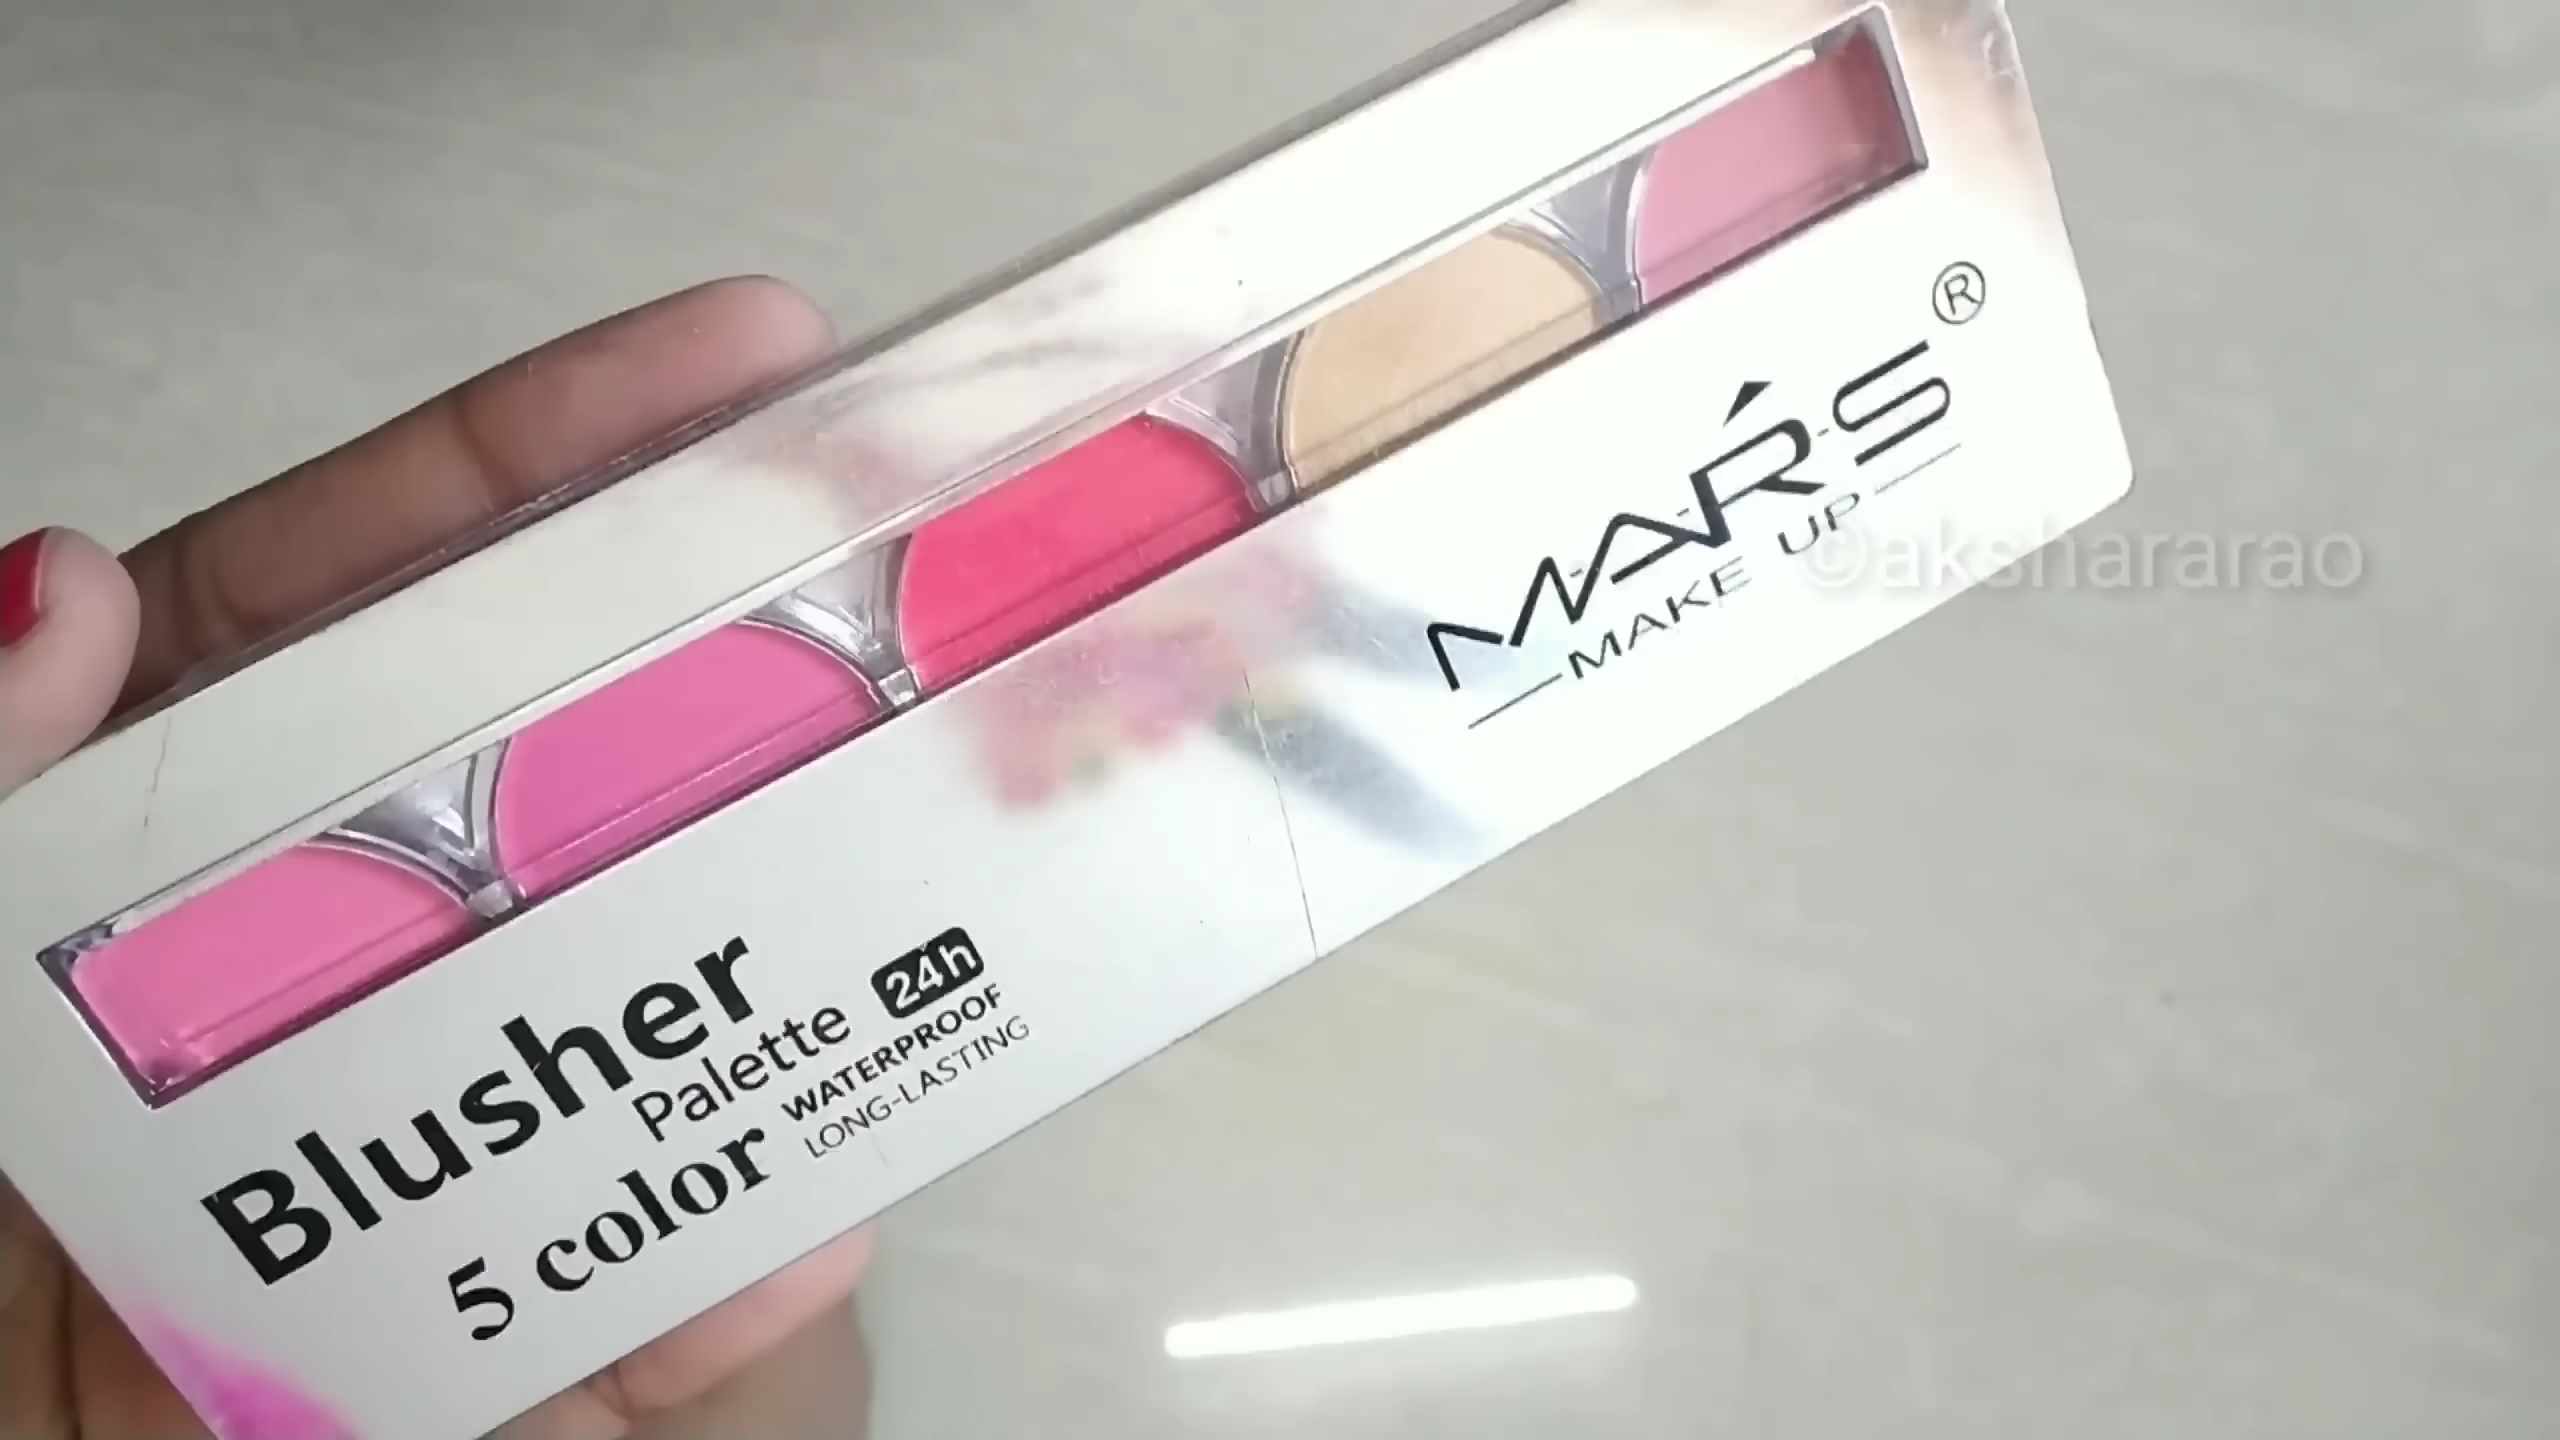 MARS®
MAKE UP
©akshararao
Blusher
Palette 24h
WATERPROOF
5 color LONG-LASTING